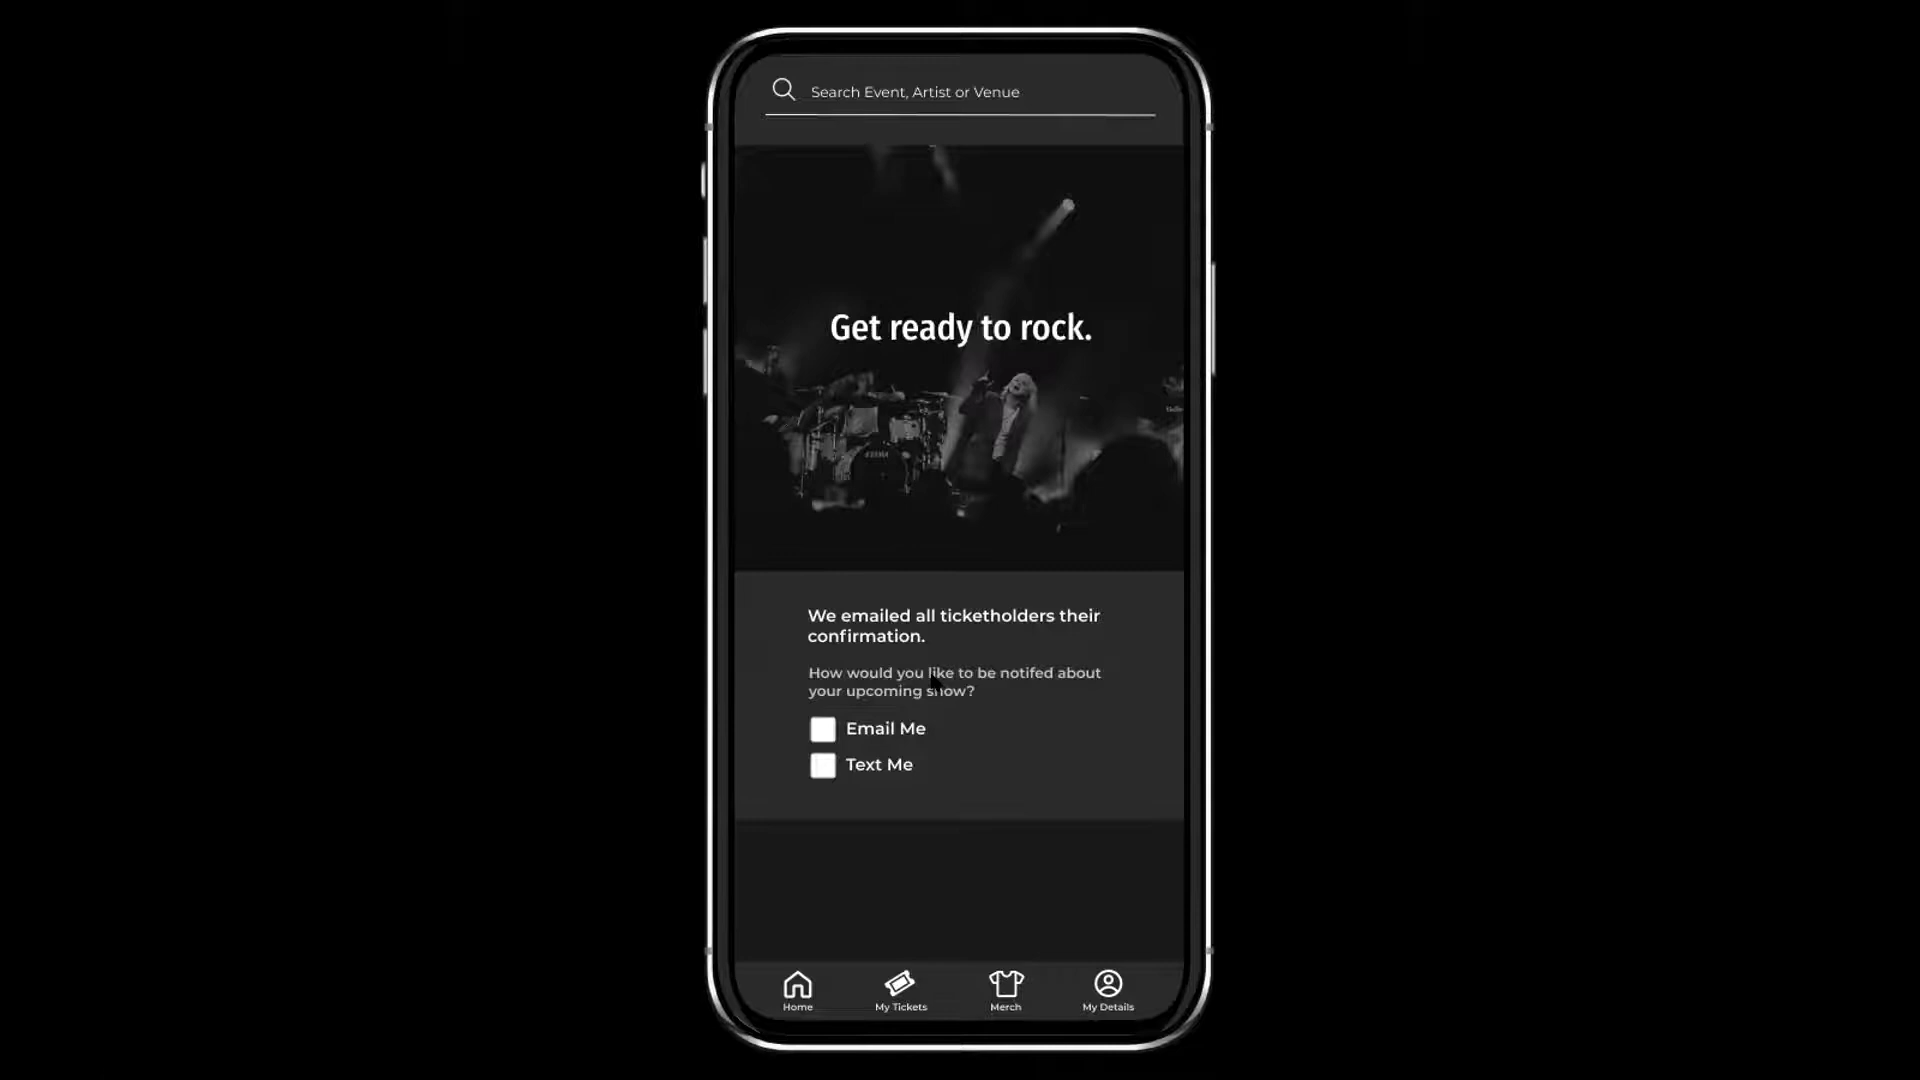 Search Event, Artist or Venue
Get ready to rock.
TAMA
We emailed all ticketholders their
confirmation.
How would you like to be notifed about
your upcoming show?
Email Me
Text Me
Home
My Tickets
Merch
My Details